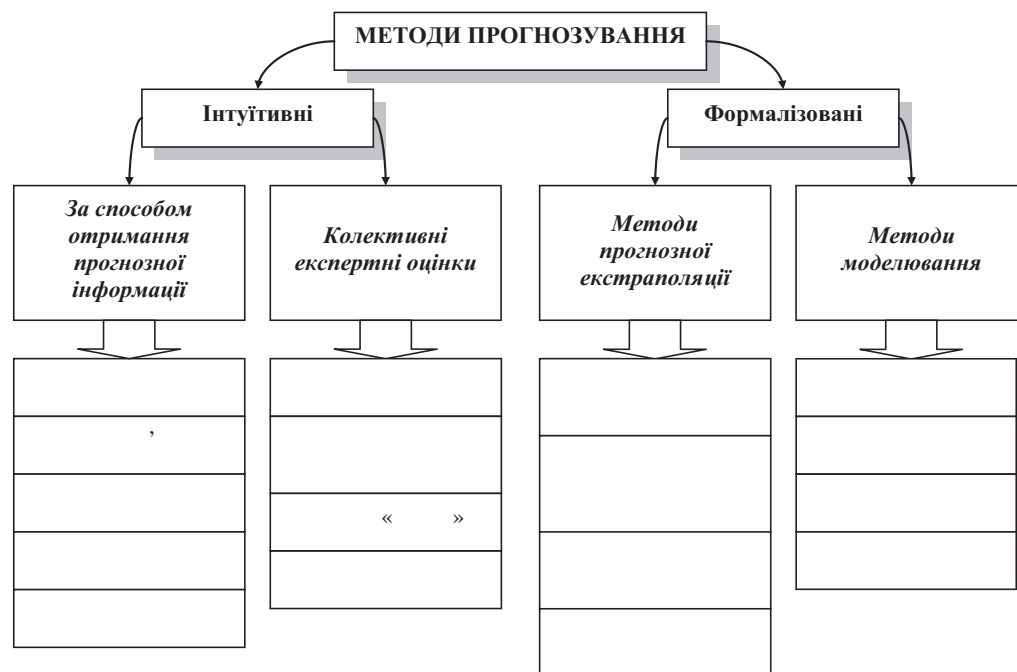 МЕТОДИ ПРОГНОЗУВАННЯ
Інтуїтивні
Формалізовані
За способом
отримання
прогнозної
інформації
Колективні
експертні оцінки
Методи
прогнозної
екстраполяції
Методи
моделювання
’
« »